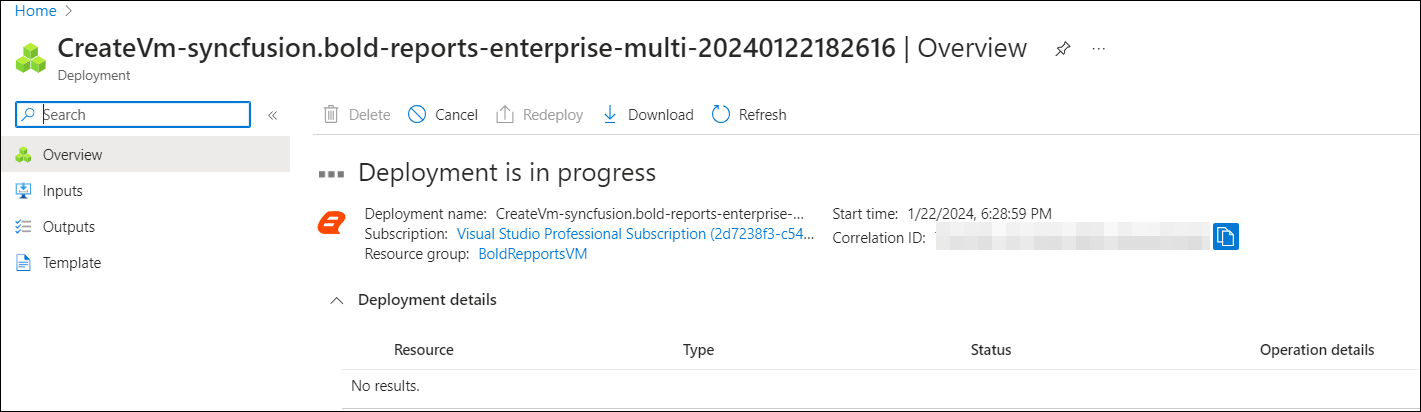 Home >
CreateVm-syncfusion.bold-reports-enterprise-multi-20240122182616 | Overview ...
Deployment
Search «
Delete Cancel Redeploy Download Refresh
Overview
Inputs
Outputs
Template
Deployment is in progress
Deployment name: CreateVm-syncfusion.bold-reports-enterprise-...
Subscription: Visual Studio Professional Subscription (2d7238f3-c54...
Resource group: BoldRepportsVM
Start time: 1/22/2024, 6:28:59 PM
Correlation ID:
Deployment details
Resource Type Status Operation details
No results.